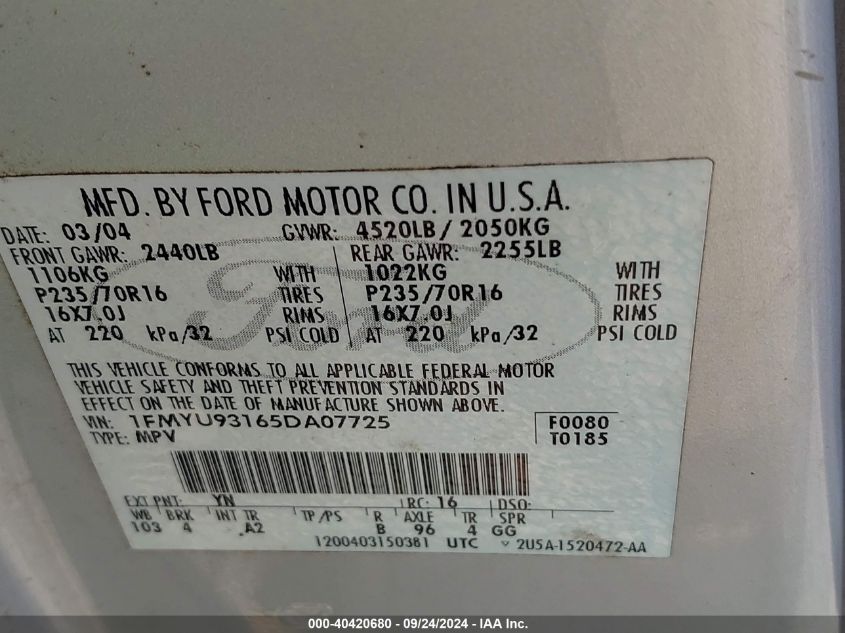 MFD. BY FORD MOTOR CO. IN U.S.A.
DATE: 03/04 GVWR: 4520LB / 2050KG
FRONT GAWR: 2440LB REAR GAWR: 2255LB
1106KG WITH 1022KG WITH
P235/70R16 TIRES P235/70R16 TIRES
16X7.0J RIMS 16X7.0J RIMS
AT 220 kPa/32 PSI COLD AT 220 kPa/32 PSI COLD
Ford
THIS VEHICLE CONFORMS TO ALL APPLICABLE FEDERAL MOTOR
VEHICLE SAFETY AND THEFT PREVENTION STANDARDS IN
EFFECT ON THE DATE OF MANUFACTURE SHOWN ABOVE.
VIN: 1FMYU93165DA07725 F0080
TYPE: MPV T0185
EXT PNT: YN RC: 16 DSO:
WB BRK INT TR TP/PS R AXLE TR SPR
103 4 A2 B 96 4 GG
1200403150381 UTC 2U5A-1520472-AA
000-40420680 - 09/24/2024 - IAA Inc.